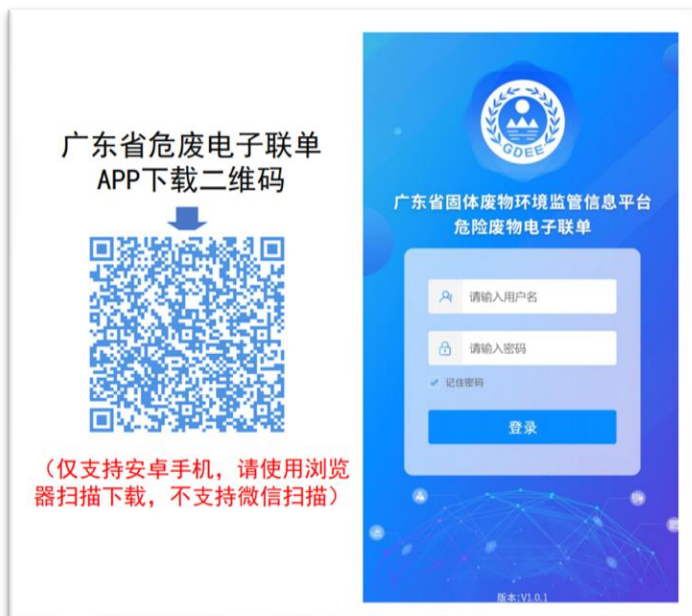 广东省危废电子联单
APP下载二维码
（仅支持安卓手机，请使用浏览
器扫描下载，不支持微信扫描）
GDEE
广东省固体废物环境监管信息平台
危险废物电子联单
请输入用户名
请输入密码
记住密码
登录
版本:V1.0.1